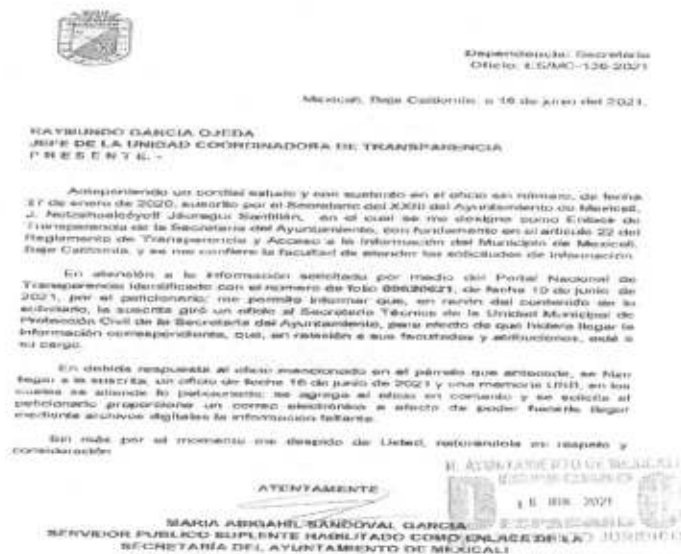 Dependencia: Secretaría
Oficio: ES/MC-136-2021
Mexicali, Baja California, a 16 de junio del 2021.
RAYMUNDO GARCIA OJEDA
JEFE DE LA UNIDAD COORDINADORA DE TRANSPARENCIA
P R E S E N T E. -
Anteponiendo un cordial saludo y con sustento en el oficio sin número, de fecha
27 de enero de 2020, suscrito por el Secretario del XXIII del Ayuntamiento de Mexicali,
J. Netzahualcóyotl Jáuregui Santillán, en el cual se me designa como Enlace de
Transparencia de la Secretaría del Ayuntamiento, con fundamento en el artículo 22 del
Reglamento de Transparencia y Acceso a la Información del Municipio de Mexicali,
Baja California, y se me confiere la facultad de atender las solicitudes de información.
En atención a la información solicitada por medio del Portal Nacional de
Transparencia identificado con el número de folio, de fecha 10 de junio de
2021, por el peticionario; me permito informar que, en razón del contenido de lo
solicitado, la suscrita giró un oficio al Secretario Técnico de la Unidad Municipal de
Protección Civil de la Secretaría del Ayuntamiento, para efecto de que hiciera llegar la
información correspondiente, que, en relación a sus facultades y atribuciones, esté a
su cargo.
En debida respuesta al oficio mencionado en el párrafo que antecede, se hizo
llegar a la suscrita, un oficio de fecha 16 de junio de 2021 y una memoria USB, en los
cuales se atiende lo peticionado; se agrega el oficio en comento y se solicita al
peticionario proporcione un correo electrónico a efecto de poder hacerle llegar
mediante archivos digitales la información faltante.
Sin más por el momento me despido de Usted, reiterándole mi respeto y
consideración
H. AYUNTAMIENTO DE MEXICALI
16 JUN 2021
ATENTAMENTE
MARIA ABIGAHIL SANDOVAL GARCIA
SERVIDOR PUBLICO SUPLENTE HABILITADO COMO ENLACE DE LA
SECRETARÍA DEL AYUNTAMIENTO DE MEXICALI
JURIDICO